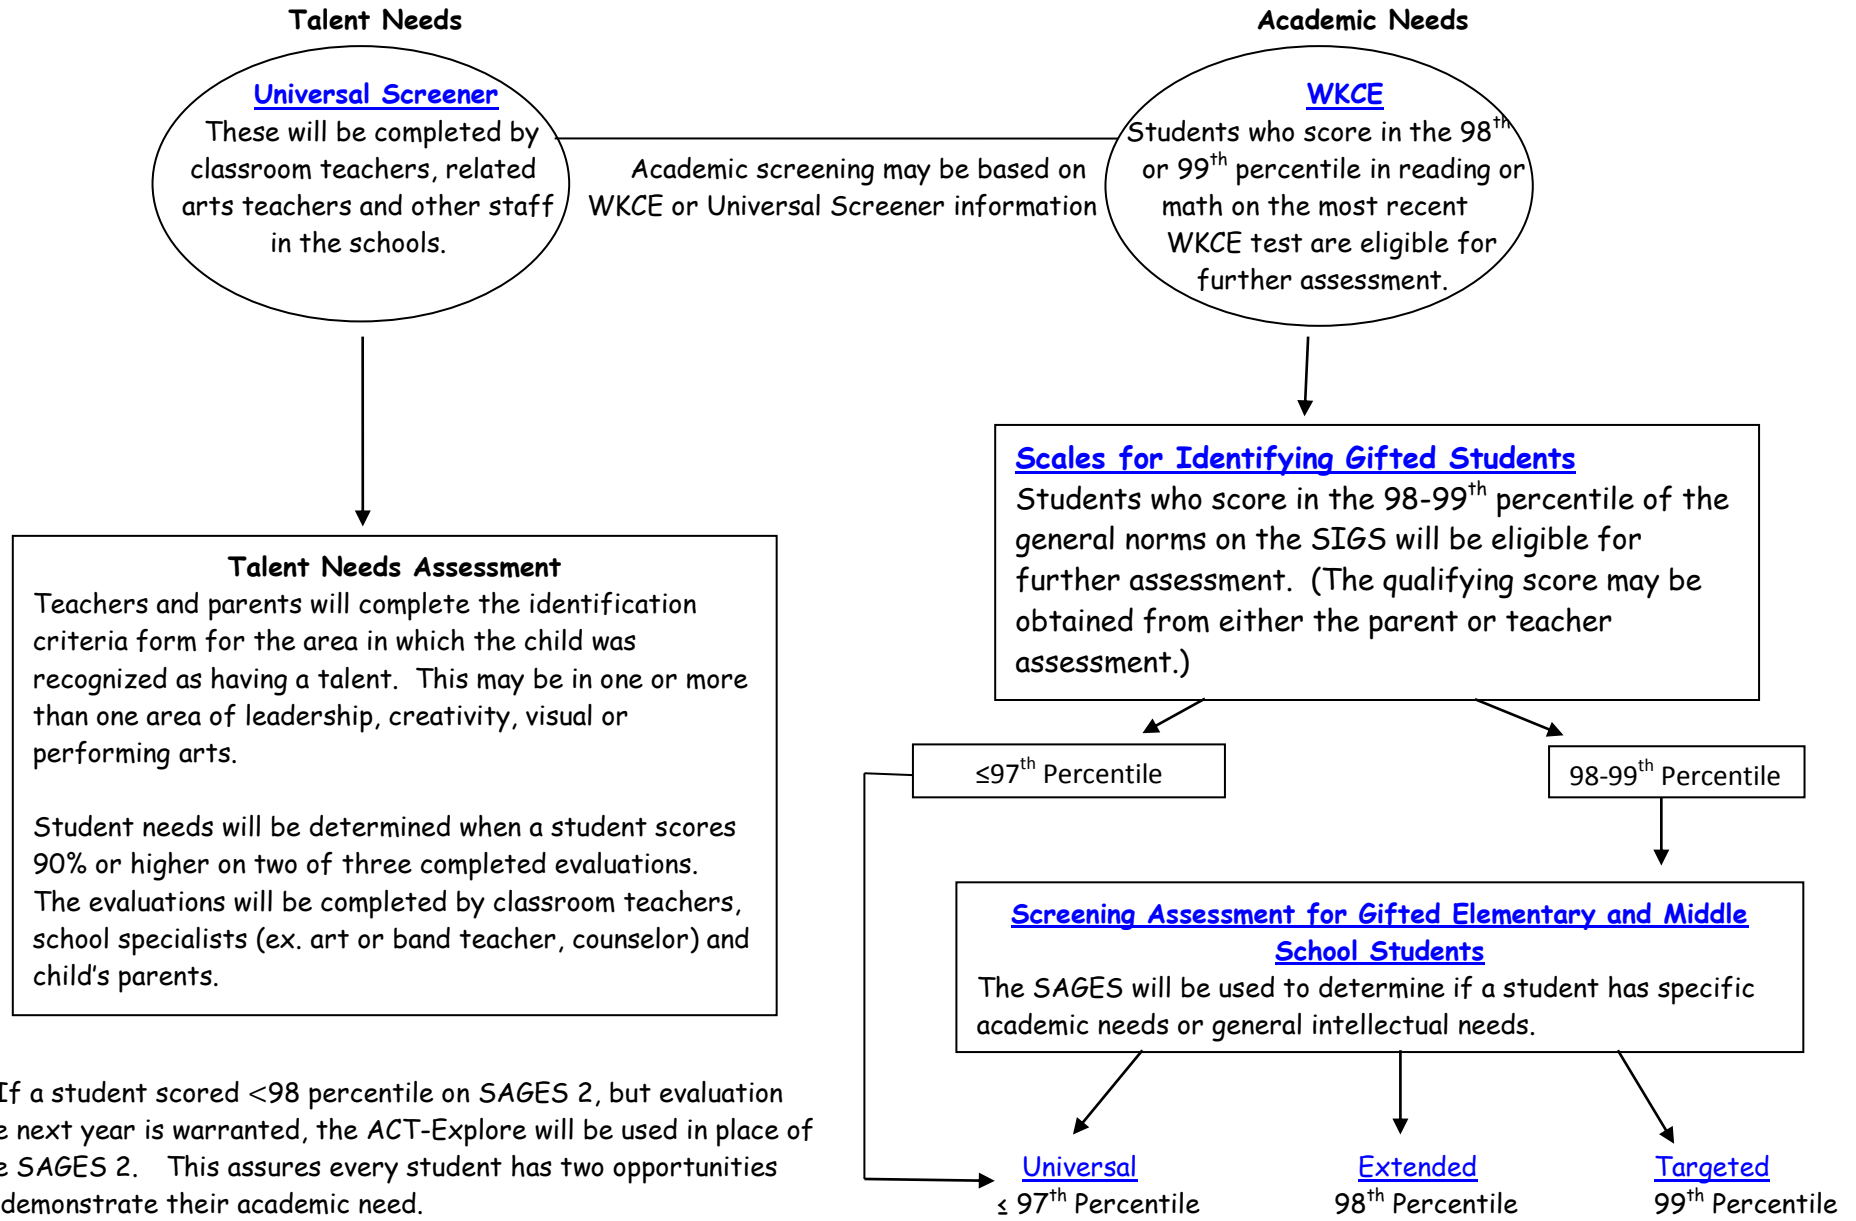 Talent Needs
Academic Needs
Universal Screener
These will be completed by
classroom teachers, related
arts teachers and other staff
in the schools.
Academic screening may be based on
WKCE or Universal Screener information
WKCE
Students who score in the 98th
or 99th percentile in reading or
math on the most recent
WKCE test are eligible for
further assessment.
Scales for Identifying Gifted Students
Students who score in the 98-99th percentile of the
general norms on the SIGS will be eligible for
further assessment. (The qualifying score may be
obtained from either the parent or teacher
assessment.)
Talent Needs Assessment
Teachers and parents will complete the identification
criteria form for the area in which the child was
recognized as having a talent. This may be in one or more
than one area of leadership, creativity, visual or
performing arts.
Student needs will be determined when a student scores
90% or higher on two of three completed evaluations.
The evaluations will be completed by classroom teachers,
school specialists (ex. art or band teacher, counselor) and
child's parents.
≤97th Percentile
98-99th Percentile
Screening Assessment for Gifted Elementary and Middle
School Students
The SAGES will be used to determine if a student has specific
academic needs or general intellectual needs.
If a student scored <98 percentile on SAGES 2, but evaluation
e next year is warranted, the ACT-Explore will be used in place of
e SAGES 2. This assures every student has two opportunities
demonstrate their academic need.
Universal
≤ 97th Percentile
Extended
98th Percentile
Targeted
99th Percentile